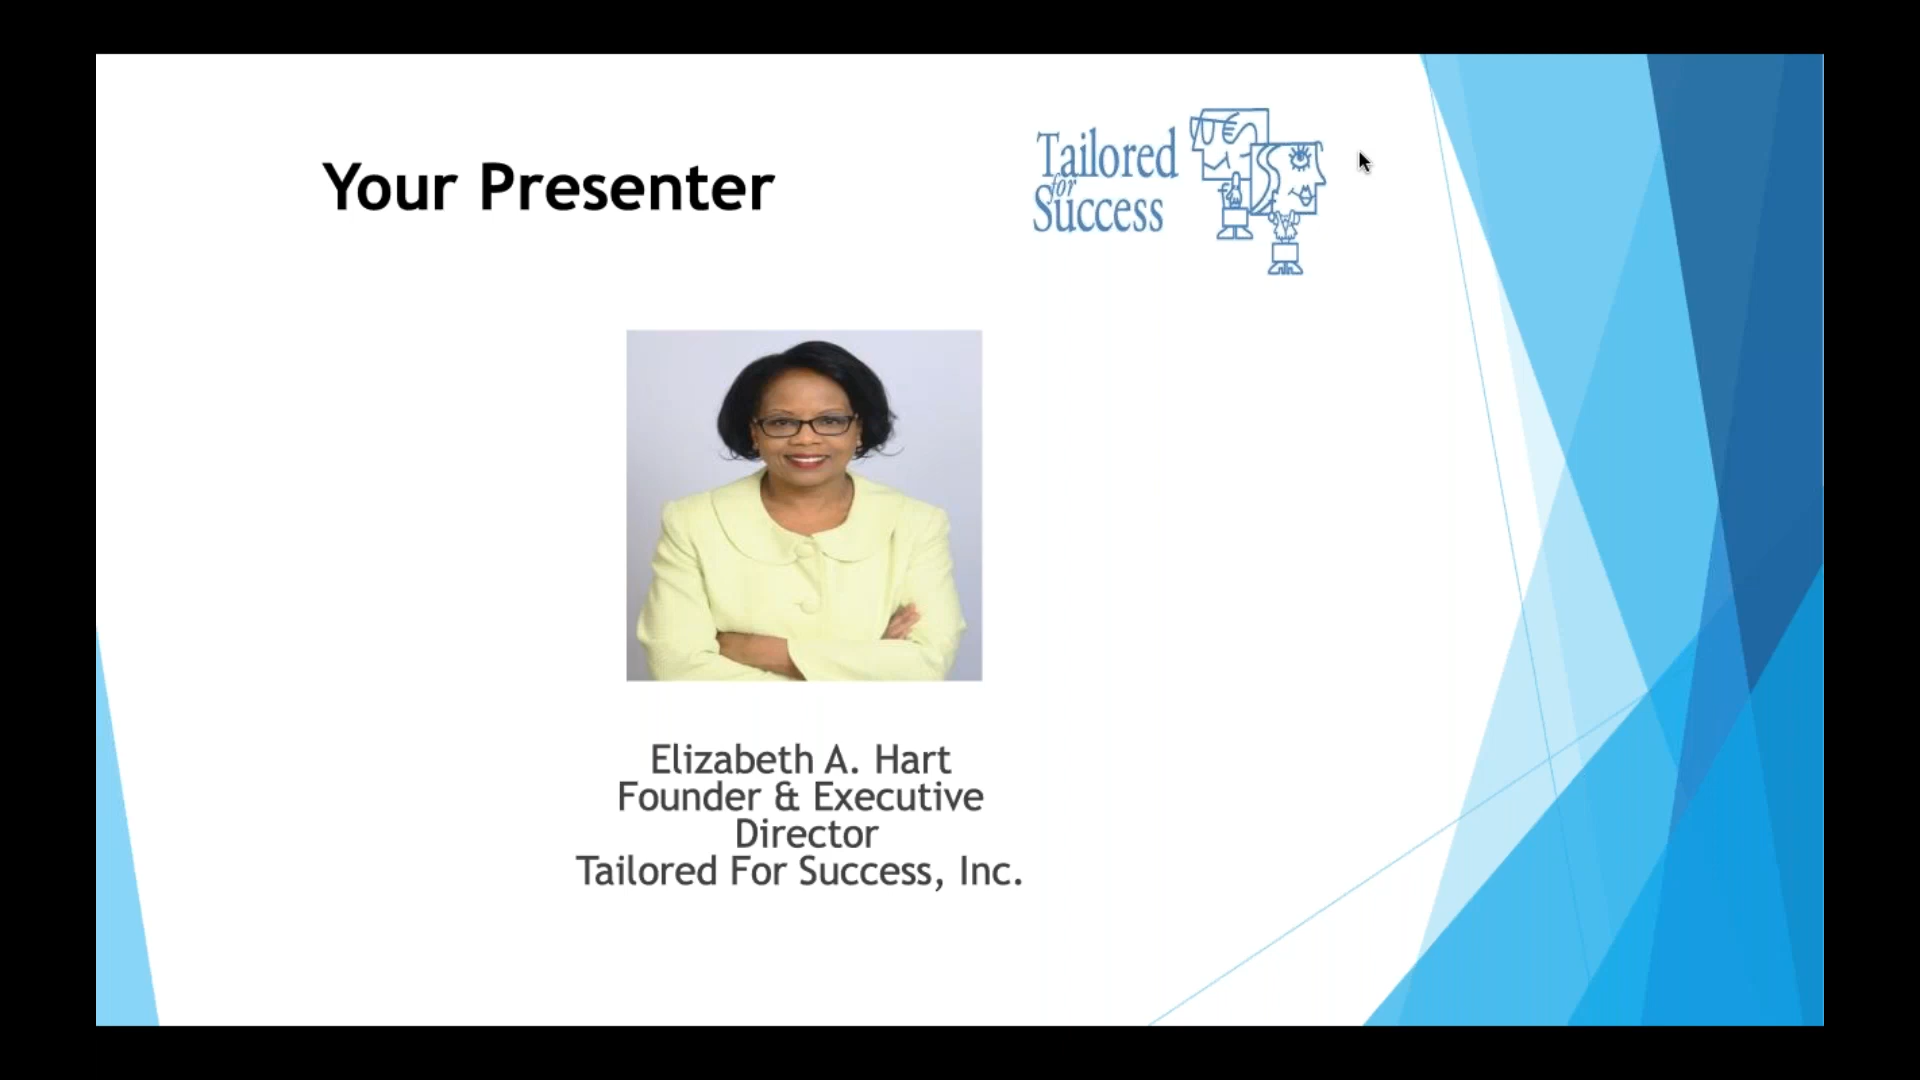 Your Presenter
Tailored
for
Success
Elizabeth A. Hart
Founder & Executive
Director
Tailored For Success, Inc.